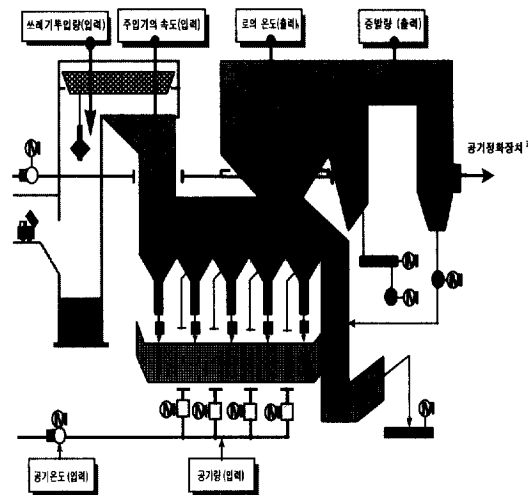 쓰레기투입량(입력)
주입기의 속도(입력)
로의 온도(출력)
증발량 (출력)
공기정화장치
공기온도(입력)
공기량(입력)